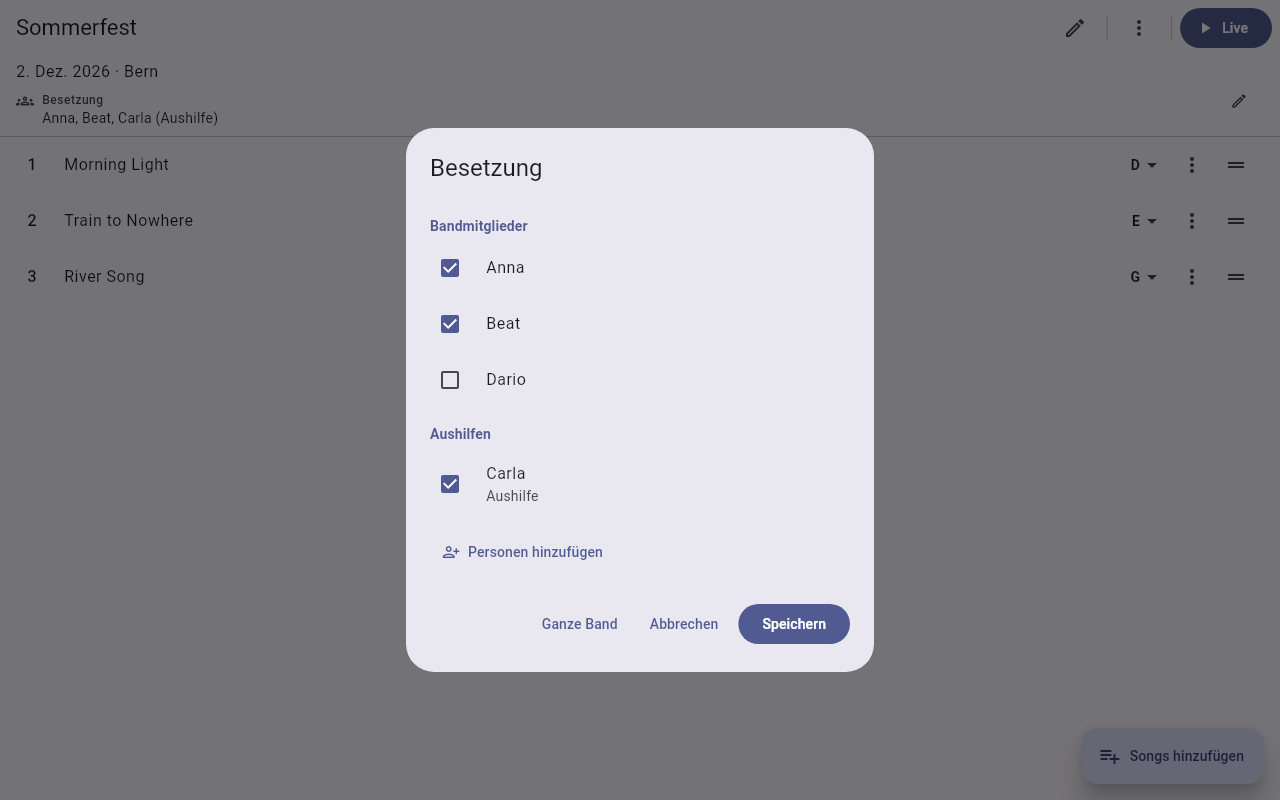 Sommerfest
Live
2. Dez. 2026 · Bern
Besetzung
Anna, Beat, Carla (Aushilfe)
1 Morning Light D
2 Train to Nowhere E
3 River Song G
Besetzung
Bandmitglieder
Anna
Beat
Dario
Aushilfen
Carla
Aushilfe
Personen hinzufügen
Ganze Band Abbrechen Speichern
Songs hinzufügen